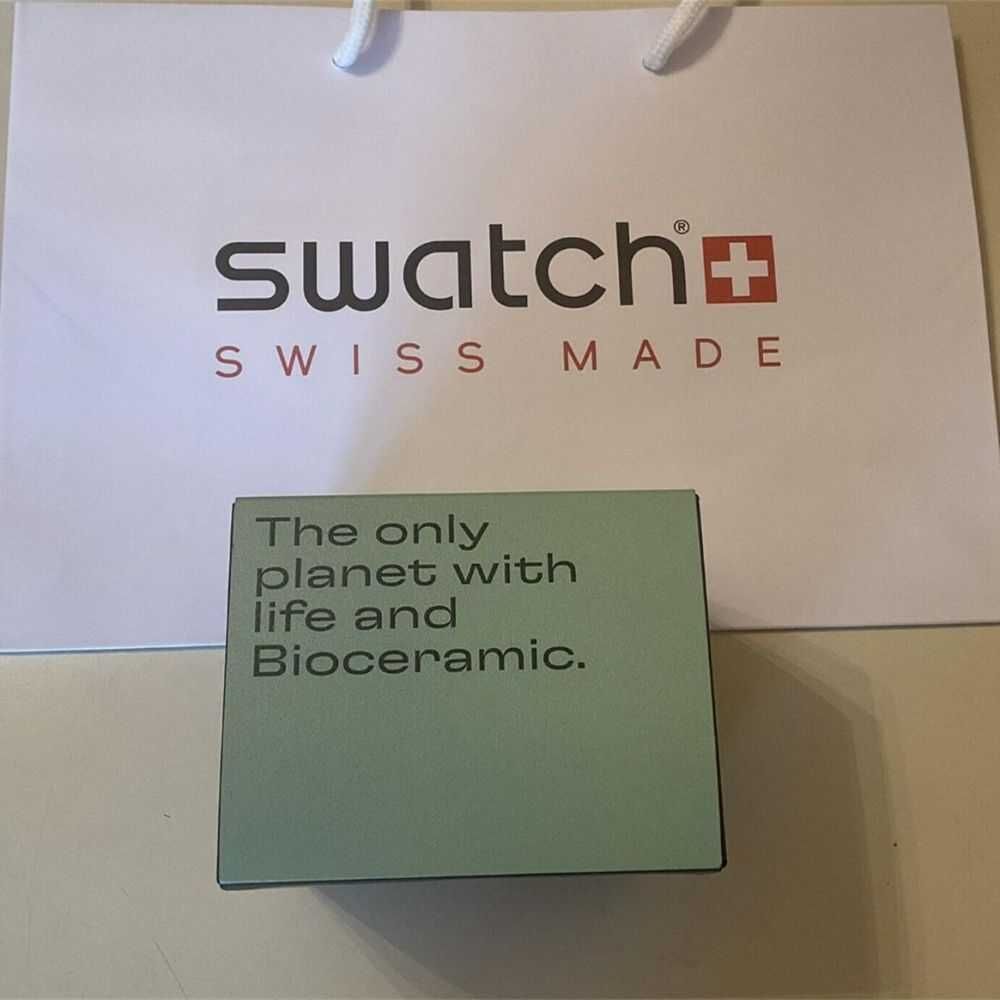 swatch®
SWISS MADE
The only
planet with
life and
Bioceramic.